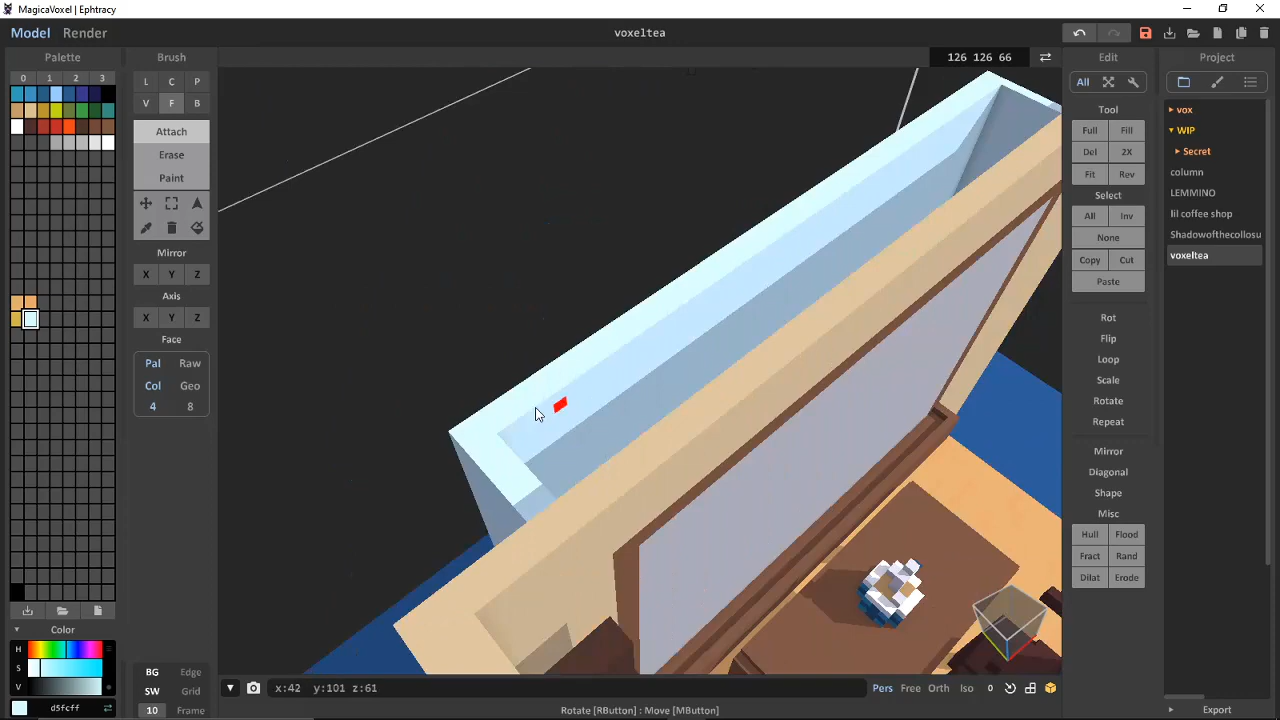 MagicaVoxel | Ephtracy
Model Render
voxeltea
Palette
0 1 2 3
Color
H
S
V
d5fcff
Brush
L C P
V F B
Attach
Erase
Paint
Mirror
X Y Z
Axis
X Y Z
Face
Pal Raw
Col Geo
4 8
BG Edge
SW Grid
10 Frame
126 126 66
x:42 y:101 z:61
Pers Free Orth Iso 0
Rotate [RButton] : Move [MButton]
Edit
All
Tool
Full Fill
Del 2X
Fit Rev
Select
All Inv
None
Copy Cut
Paste
Rot
Flip
Loop
Scale
Rotate
Repeat
Mirror
Diagonal
Shape
Misc
Hull Flood
Fract Rand
Dilat Erode
Project
vox
WIP
Secret
column
LEMMINO
lil coffee shop
Shadowofthecollosu
voxeltea
Export